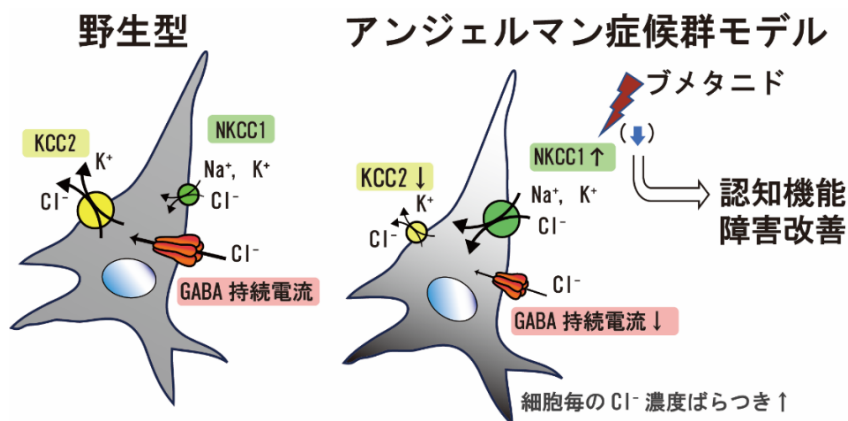 野生型
KCC2
K⁺
Cl⁻
NKCC1
Na⁺, K⁺
Cl⁻
Cl⁻
GABA 持続電流
アンジェルマン症候群モデル
ブメタニド
(↓)
NKCC1↑
KCC2↓
K⁺
Cl⁻
Na⁺, K⁺
Cl⁻
Cl⁻
GABA 持続電流↓
認知機能
障害改善
細胞毎のCl⁻ 濃度ばらつき↑